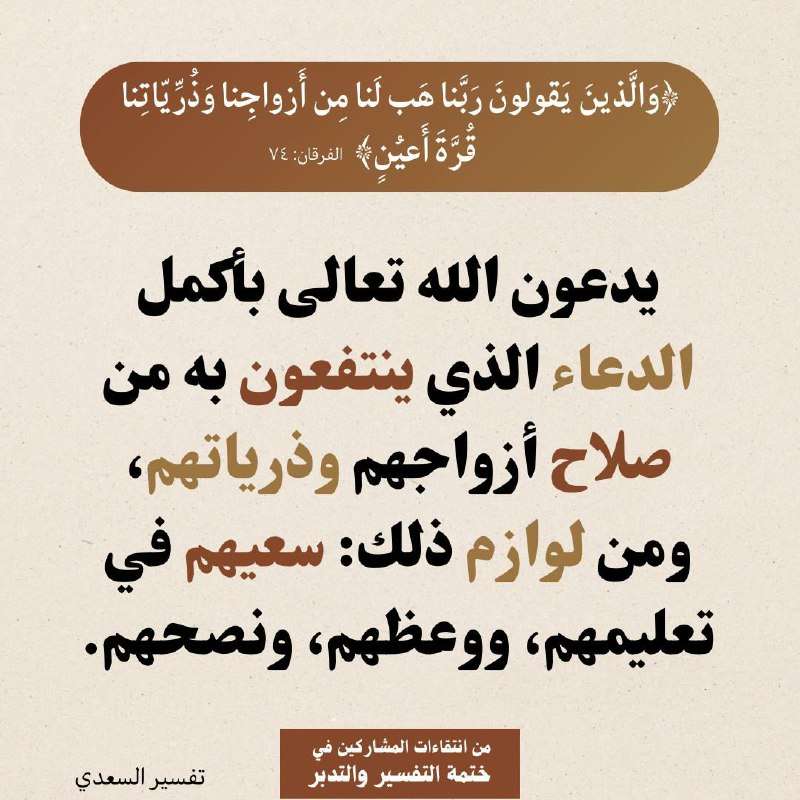 ﴿وَالَّذينَ يَقولونَ رَبَّنا هَب لَنا مِن أَزواجِنا وَذُرِّيّاتِنا
قُرَّةَ أَعيُنٍ﴾ الفرقان: ٧٤
يدعون الله تعالى بأكمل
الدعاء الذي ينتفعون به من
صلاح أزواجهم وذرياتهم،
ومن لوازم ذلك: سعيهم في
تعليمهم، ووعظهم، ونصحهم.
من انتقاءات المشاركين في
ختمة التفسير والتدبر
تفسير السعدي